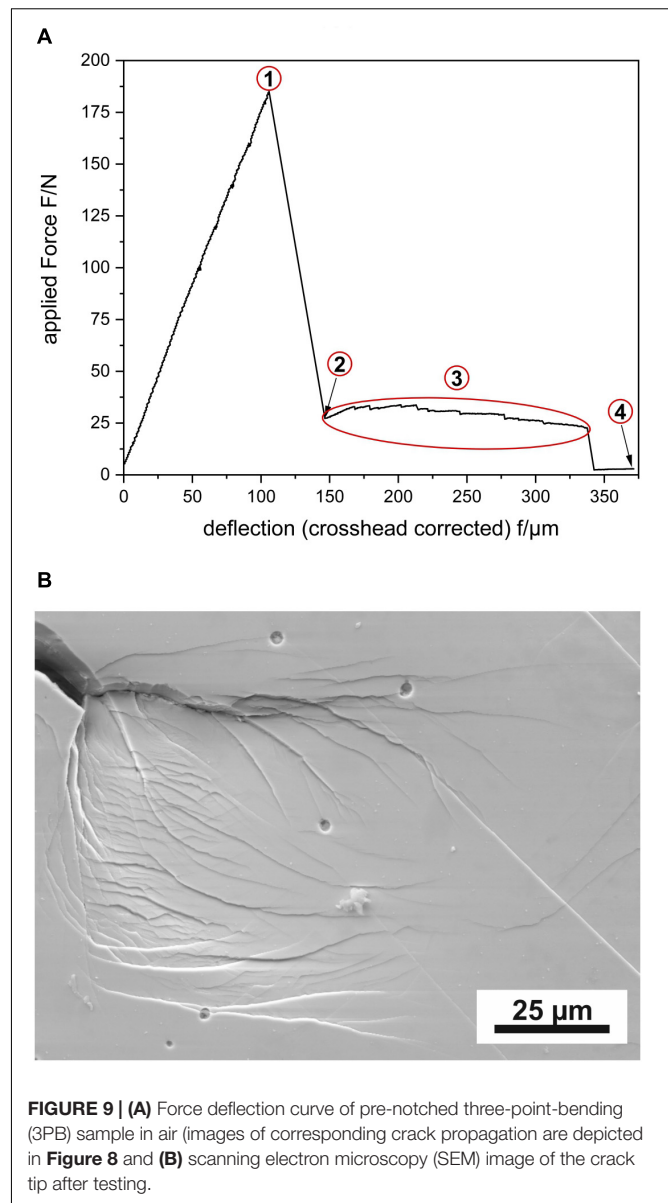 A
200
175
150
125
100
75
50
25
0
applied Force F/N
1
2
3
4
0 50 100 150 200 250 300 350
deflection (crosshead corrected) f/μm
B
25 μm
FIGURE 9 | (A) Force deflection curve of pre-notched three-point-bending
(3PB) sample in air (images of corresponding crack propagation are depicted
in Figure 8 and (B) scanning electron microscopy (SEM) image of the crack
tip after testing.